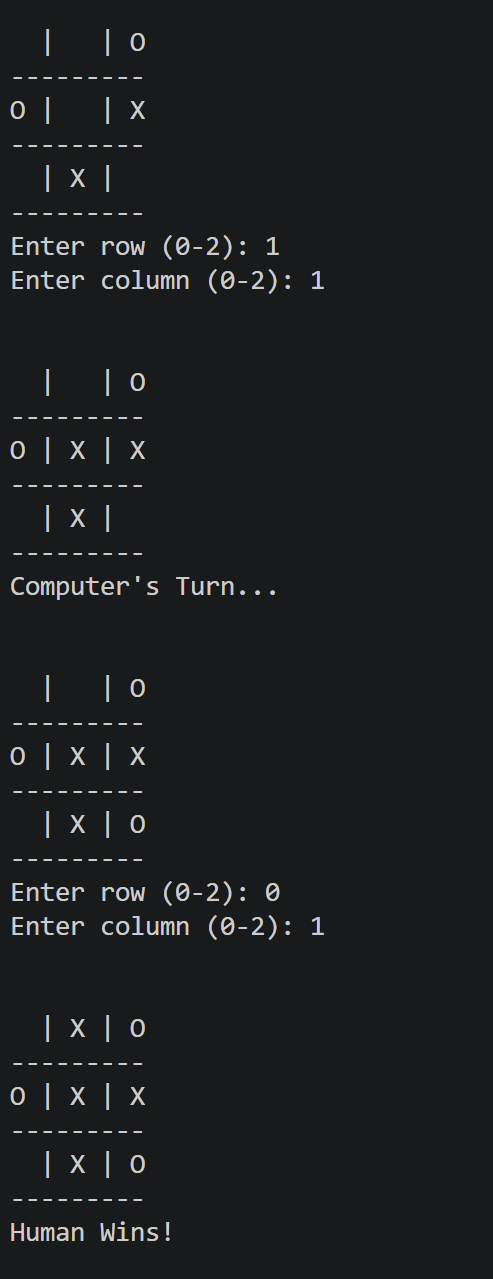 |   | O
---------
O |   | X
---------
  | X |
---------
Enter row (0-2): 1
Enter column (0-2): 1
  |   | O
---------
O | X | X
---------
  | X |
---------
Computer's Turn...
  |   | O
---------
O | X | X
---------
  | X | O
---------
Enter row (0-2): 0
Enter column (0-2): 1
  | X | O
---------
O | X | X
---------
  | X | O
---------
Human Wins!